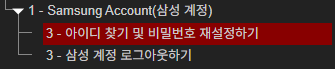 1 - Samsung Account(삼성 계정)
3 - 아이디 찾기 및 비밀번호 재설정하기
3 - 삼성 계정 로그아웃하기